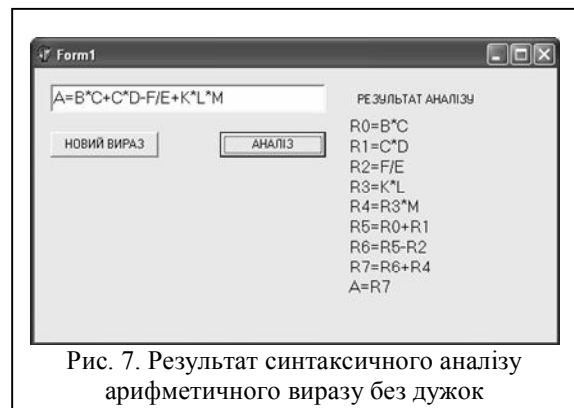 Form1
A=B*C+C*D-F/E+K*L*M
НОВИЙ ВИРАЗ
АНАЛІЗ
РЕЗУЛЬТАТ АНАЛІЗУ
R0=B*C
R1=C*D
R2=F/E
R3=K*L
R4=R3*M
R5=R0+R1
R6=R5-R2
R7=R6+R4
A=R7
Рис. 7. Результат синтаксичного аналізу
арифметичного виразу без дужок